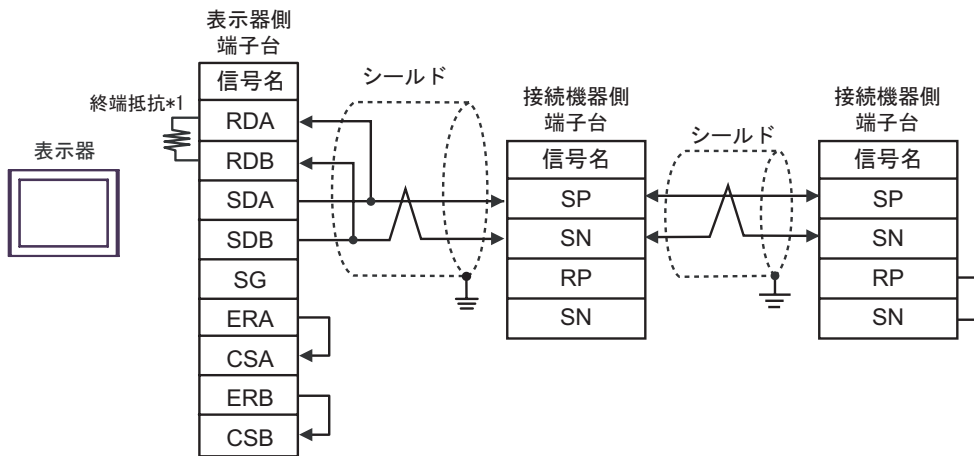 表示器側
端子台
信号名
終端抵抗*1
RDA
RDB
SDA
SDB
SG
ERA
CSA
ERB
CSB
表示器
シールド
接続機器側
端子台
信号名
SP
SN
RP
SN
シールド
接続機器側
端子台
信号名
SP
SN
RP
SN